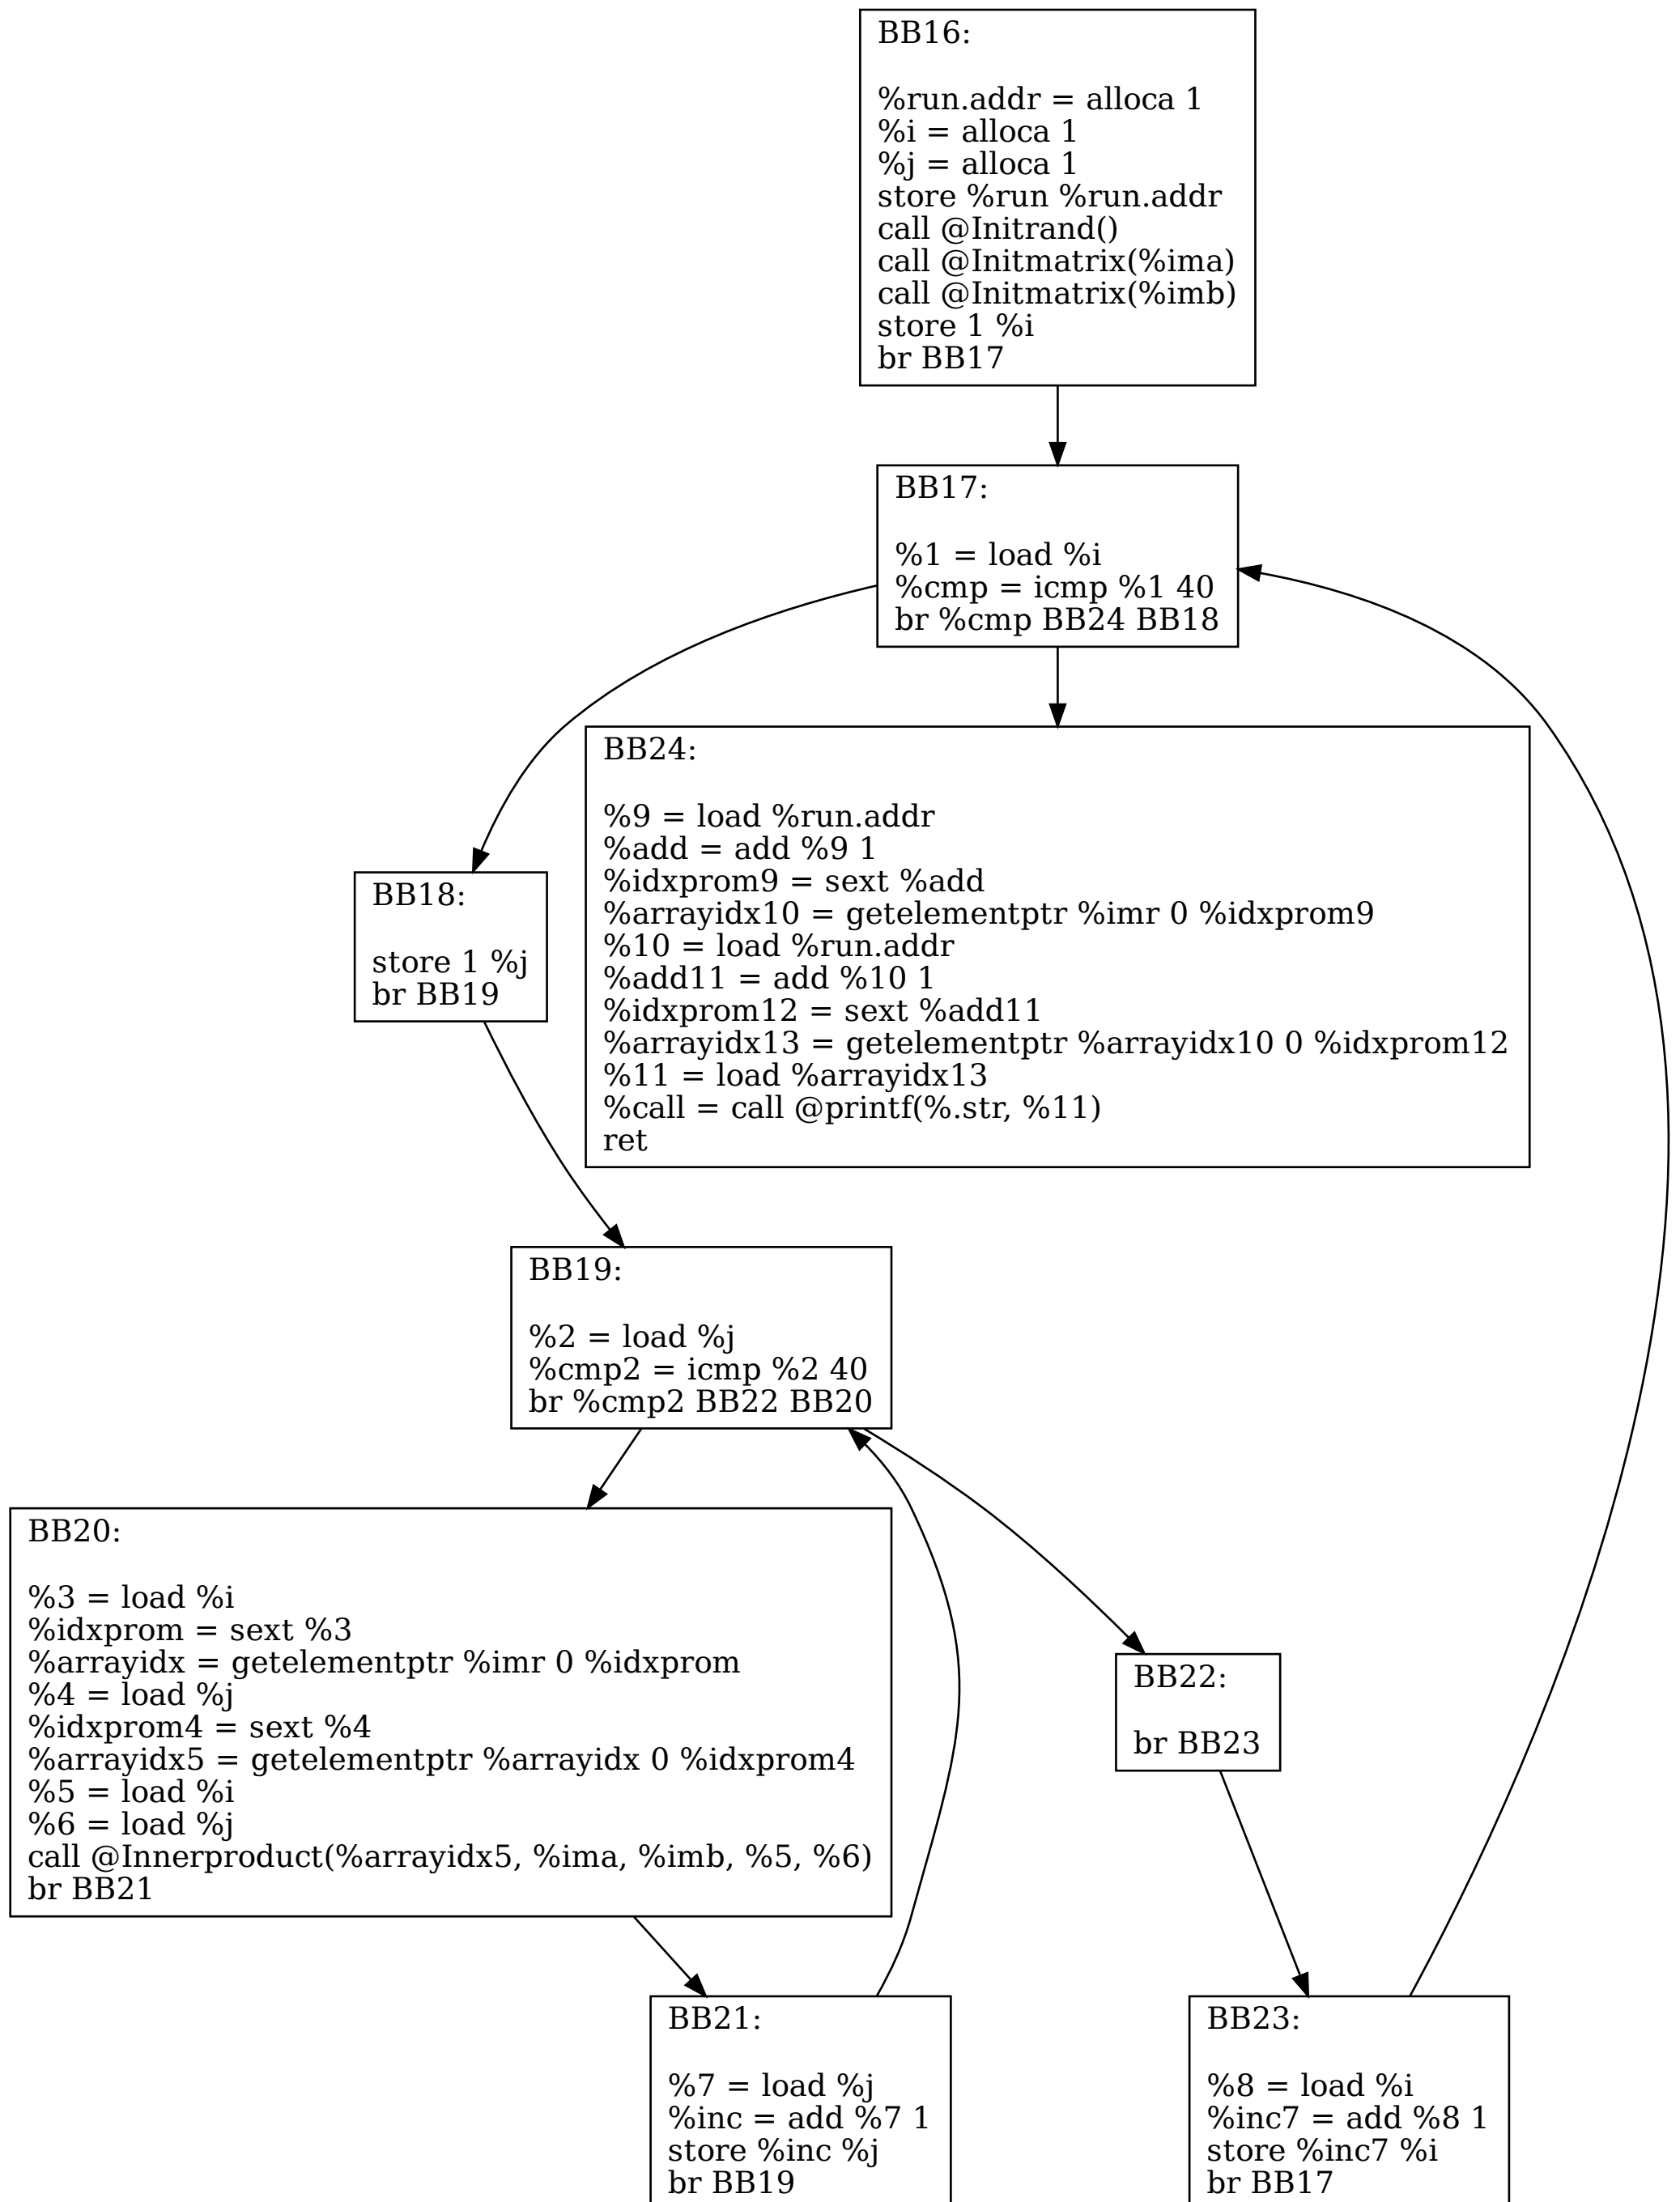 BB16:
%run.addr = alloca 1
%i = alloca 1
%j = alloca 1
store %run %run.addr
call @Initrand()
call @Initmatrix(%ima)
call @Initmatrix(%imb)
store 1 %i
br BB17
BB17:
%1 = load %i
%cmp = icmp %1 40
br %cmp BB24 BB18
BB24:
%9 = load %run.addr
%add = add %9 1
%idxprom9 = sext %add
%arrayidx10 = getelementptr %imr 0 %idxprom9
%10 = load %run.addr
%add11 = add %10 1
%idxprom12 = sext %add11
%arrayidx13 = getelementptr %arrayidx10 0 %idxprom12
%11 = load %arrayidx13
%call = call @printf(%.str, %11)
ret
BB18:
store 1 %j
br BB19
BB19:
%2 = load %j
%cmp2 = icmp %2 40
br %cmp2 BB22 BB20
BB20:
%3 = load %i
%idxprom = sext %3
%arrayidx = getelementptr %imr 0 %idxprom
%4 = load %j
%idxprom4 = sext %4
%arrayidx5 = getelementptr %arrayidx 0 %idxprom4
%5 = load %i
%6 = load %j
call @Innerproduct(%arrayidx5, %ima, %imb, %5, %6)
br BB21
BB22:
br BB23
BB21:
%7 = load %j
%inc = add %7 1
store %inc %j
br BB19
BB23:
%8 = load %i
%inc7 = add %8 1
store %inc7 %i
br BB17